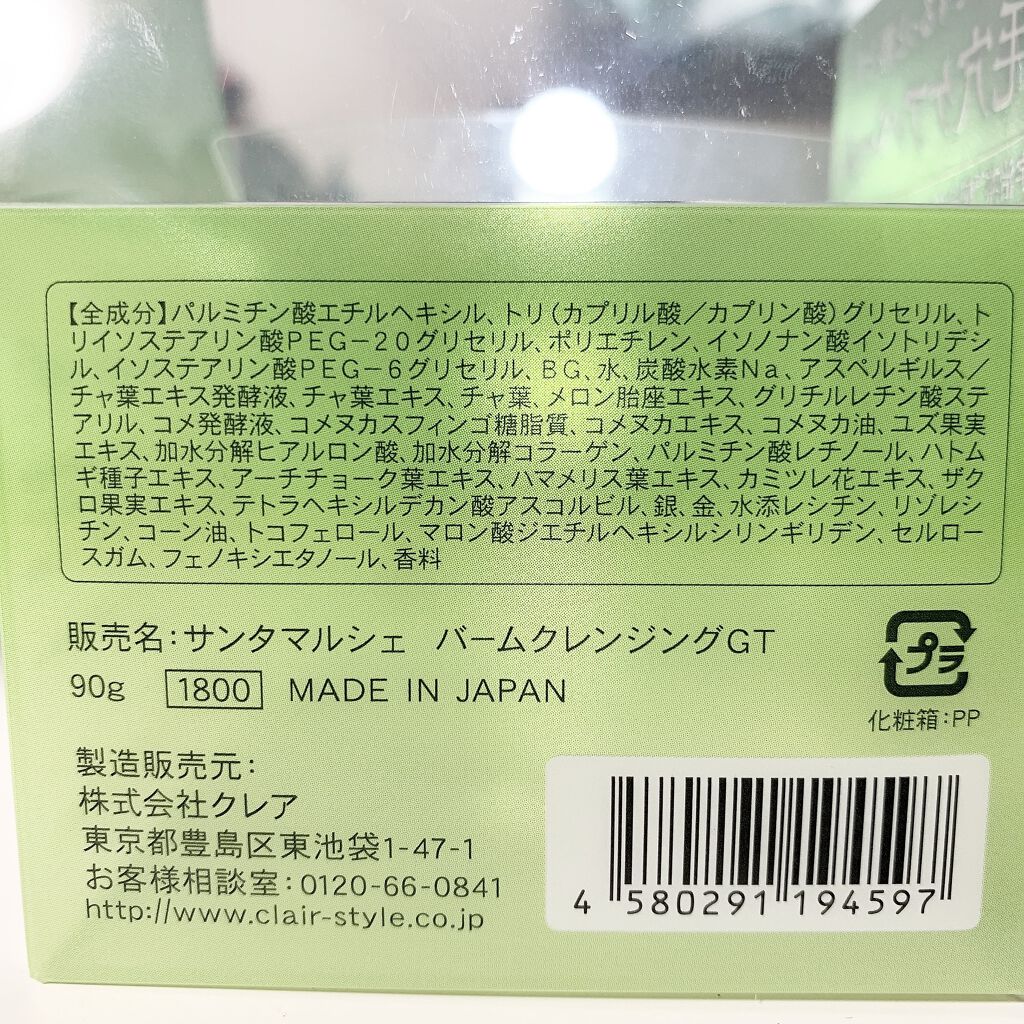 【全成分】パルミチン酸エチルヘキシル、トリ(カプリル酸／カプリン酸)グリセリル、ト
リイソステアリン酸PEG−20グリセリル、ポリエチレン、イソノナン酸イソトリデシ
ル、イソステアリン酸PEG−6グリセリル、BG、水、炭酸水素Na、アスペルギルス／
チャ葉エキス発酵液、チャ葉エキス、チャ葉、メロン胎座エキス、グリチルレチン酸ステ
アリル、コメ発酵液、コメヌカスフィンゴ糖脂質、コメヌカエキス、コメヌカ油、ユズ果実
エキス、加水分解ヒアルロン酸、加水分解コラーゲン、パルミチン酸レチノール、ハトム
ギ種子エキス、アーチチョーク葉エキス、ハマメリス葉エキス、カミツレ花エキス、ザク
ロ果実エキス、テトラヘキシルデカン酸アスコルビル、銀、金、水添レシチン、リゾレシ
チン、コーン油、トコフェロール、マロン酸ジエチルヘキシルシリンギリデン、セルロー
スガム、フェノキシエタノール、香料
販売名：サンタマルシェ バームクレンジングGT
90g 1800 MADE IN JAPAN
プラ
化粧箱：PP
製造販売元：
株式会社クレア
東京都豊島区東池袋1-47-1
お客様相談室：0120-66-0841
http://www.clair-style.co.jp
4 580291 194597